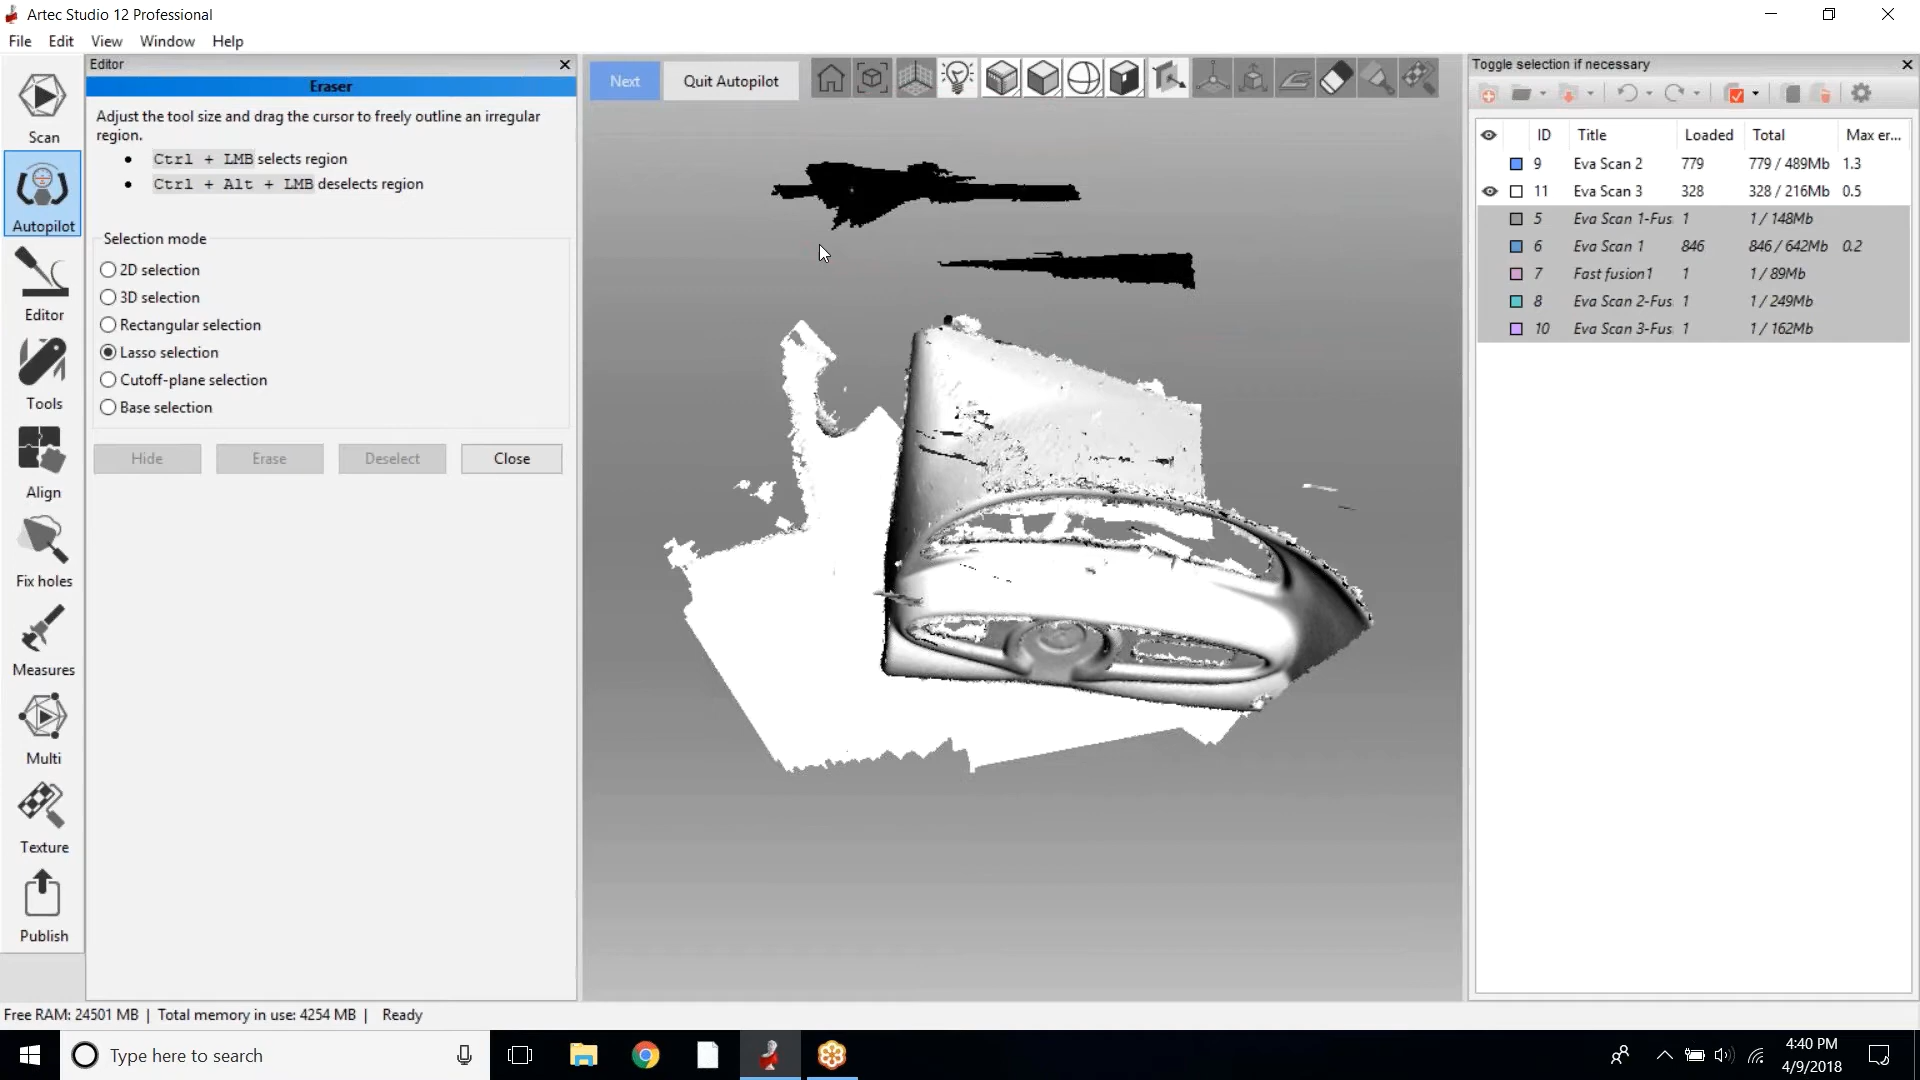 Artec Studio 12 Professional
File Edit View Window Help
Editor
Eraser
Adjust the tool size and drag the cursor to freely outline an irregular
region.
Ctrl + LMB selects region
Ctrl + Alt + LMB deselects region
Selection mode
2D selection
3D selection
Rectangular selection
Lasso selection
Cutoff-plane selection
Base selection
Hide Erase Deselect Close
Scan
Autopilot
Editor
Tools
Align
Fix holes
Measures
Multi
Texture
Publish
Next Quit Autopilot
Toggle selection if necessary
ID Title Loaded Total Max er...
9 Eva Scan 2 779 779 / 489Mb 1.3
11 Eva Scan 3 328 328 / 216Mb 0.5
5 Eva Scan 1-Fus 1 1 / 148Mb
6 Eva Scan 1 846 846 / 642Mb 0.2
7 Fast fusion1 1 1 / 89Mb
8 Eva Scan 2-Fus 1 1 / 249Mb
10 Eva Scan 3-Fus 1 1 / 162Mb
Free RAM: 24501 MB | Total memory in use: 4254 MB | Ready
Type here to search
4:40 PM
4/9/2018